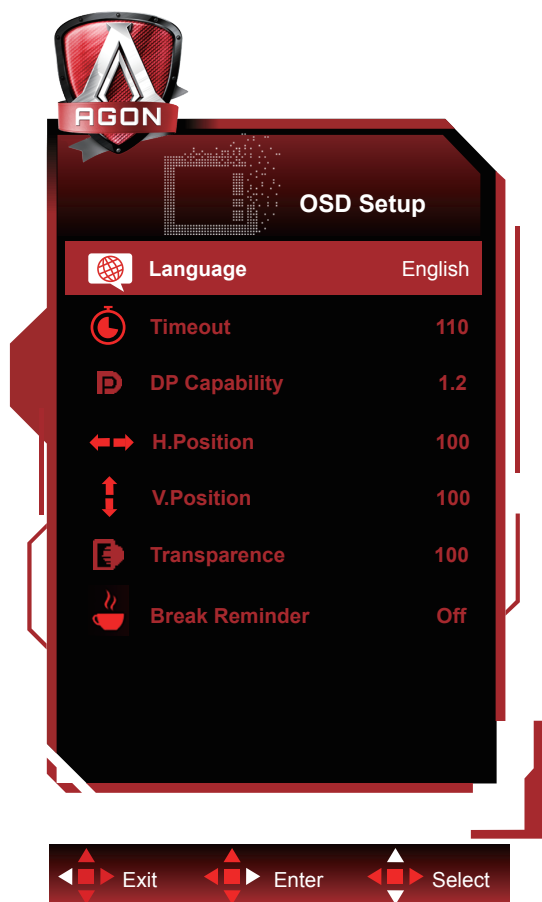 AGON
OSD Setup
Language English
Timeout 110
DP Capability 1.2
H.Position 100
V.Position 100
Transparence 100
Break Reminder Off
Exit Enter Select